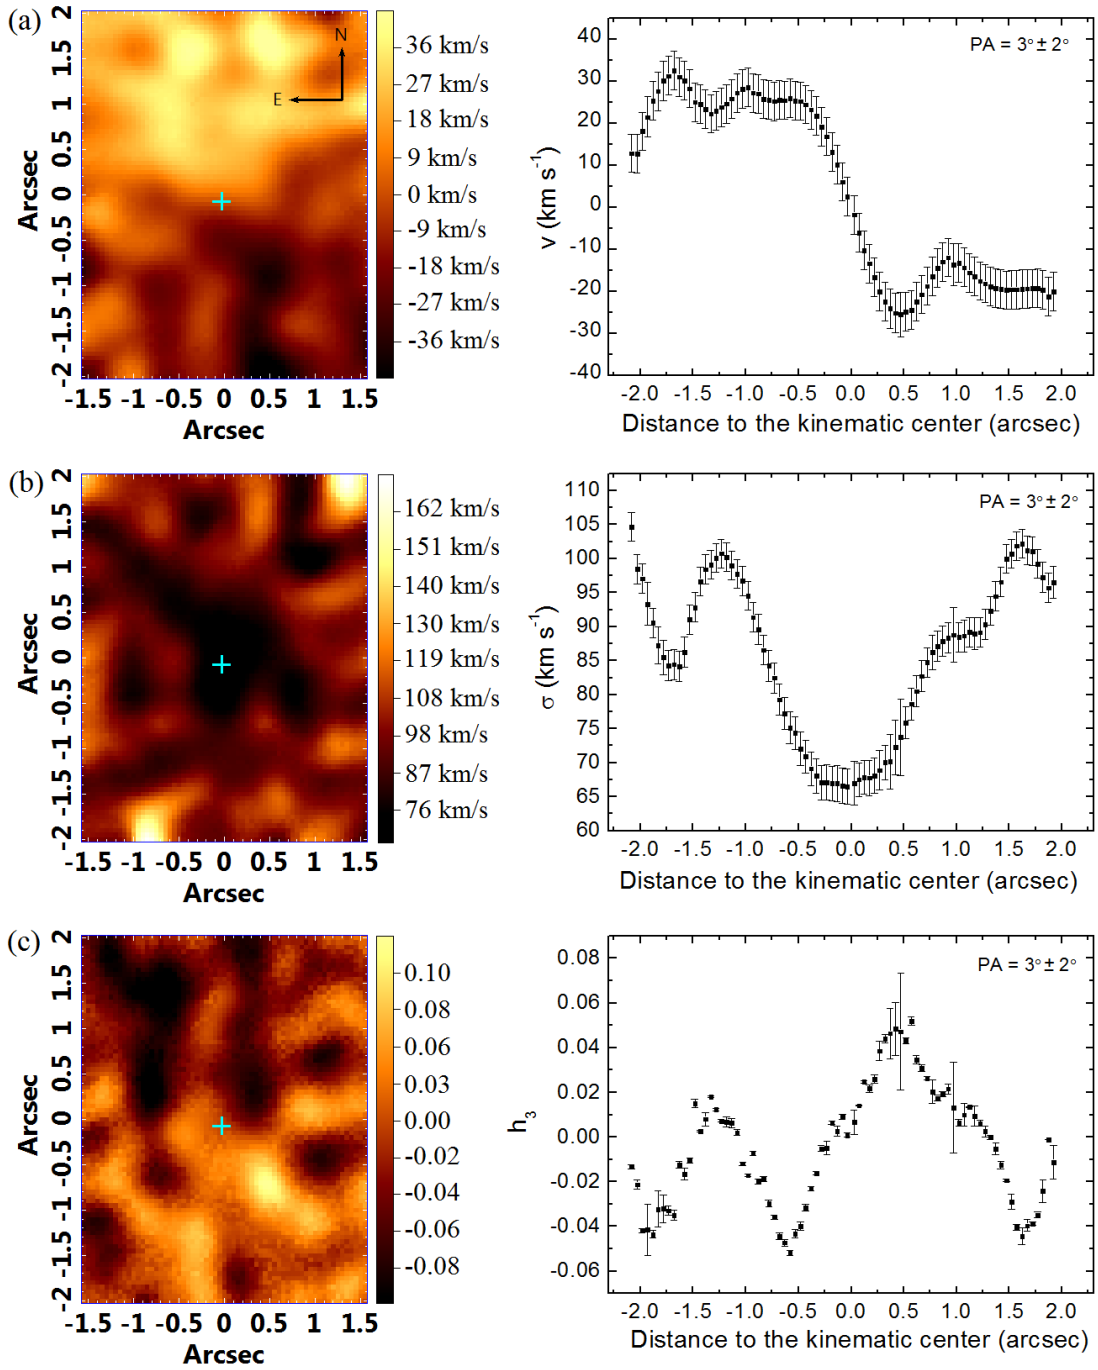 (a)
2
1.5
1
0.5
0
-0.5
-1
-1.5
-2
Arcsec
N
E
-1.5 -1 -0.5 0 0.5 1 1.5
Arcsec
36 km/s
27 km/s
18 km/s
9 km/s
0 km/s
-9 km/s
-18 km/s
-27 km/s
-36 km/s
PA = 3°± 2°
40
30
20
10
0
-10
-20
-30
-40
v (km s⁻¹)
-2.0 -1.5 -1.0 -0.5 0.0 0.5 1.0 1.5 2.0
Distance to the kinematic center (arcsec)
(b)
2
1.5
1
0.5
0
-0.5
-1
-1.5
-2
Arcsec
-1.5 -1 -0.5 0 0.5 1 1.5
Arcsec
162 km/s
151 km/s
140 km/s
130 km/s
119 km/s
108 km/s
98 km/s
87 km/s
76 km/s
PA = 3°± 2°
110
105
100
95
90
85
80
75
70
65
60
σ (km s⁻¹)
-2.0 -1.5 -1.0 -0.5 0.0 0.5 1.0 1.5 2.0
Distance to the kinematic center (arcsec)
(c)
2
1.5
1
0.5
0
-0.5
-1
-1.5
-2
Arcsec
-1.5 -1 -0.5 0 0.5 1 1.5
Arcsec
0.10
0.08
0.06
0.04
0.03
0.00
-0.02
-0.04
-0.06
-0.08
PA = 3°± 2°
0.08
0.06
0.04
0.02
0.00
-0.02
-0.04
-0.06
h₃
-2.0 -1.5 -1.0 -0.5 0.0 0.5 1.0 1.5 2.0
Distance to the kinematic center (arcsec)